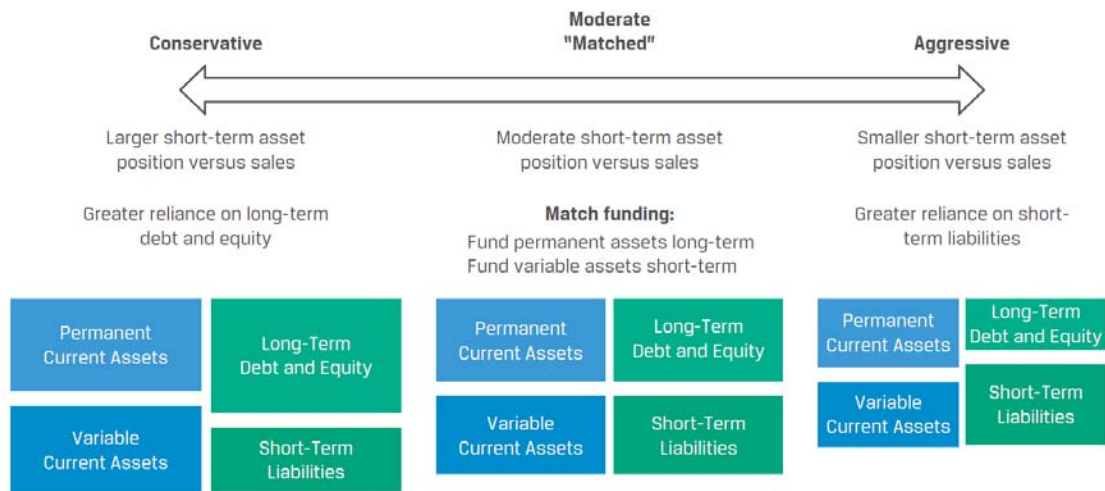 Moderate
"Matched"
Conservative
Aggressive
Larger short-term asset
position versus sales
Moderate short-term asset
position versus sales
Smaller short-term asset
position versus sales
Greater reliance on long-term
debt and equity
Match funding:
Fund permanent assets long-term
Fund variable assets short-term
Greater reliance on short-
term liabilities
Permanent
Current Assets
Long-Term
Debt and Equity
Variable
Current Assets
Short-Term
Liabilities
Permanent
Current Assets
Long-Term
Debt and Equity
Variable
Current Assets
Short-Term
Liabilities
Permanent
Current Assets
Long-Term
Debt and Equity
Variable
Current Assets
Short-Term
Liabilities